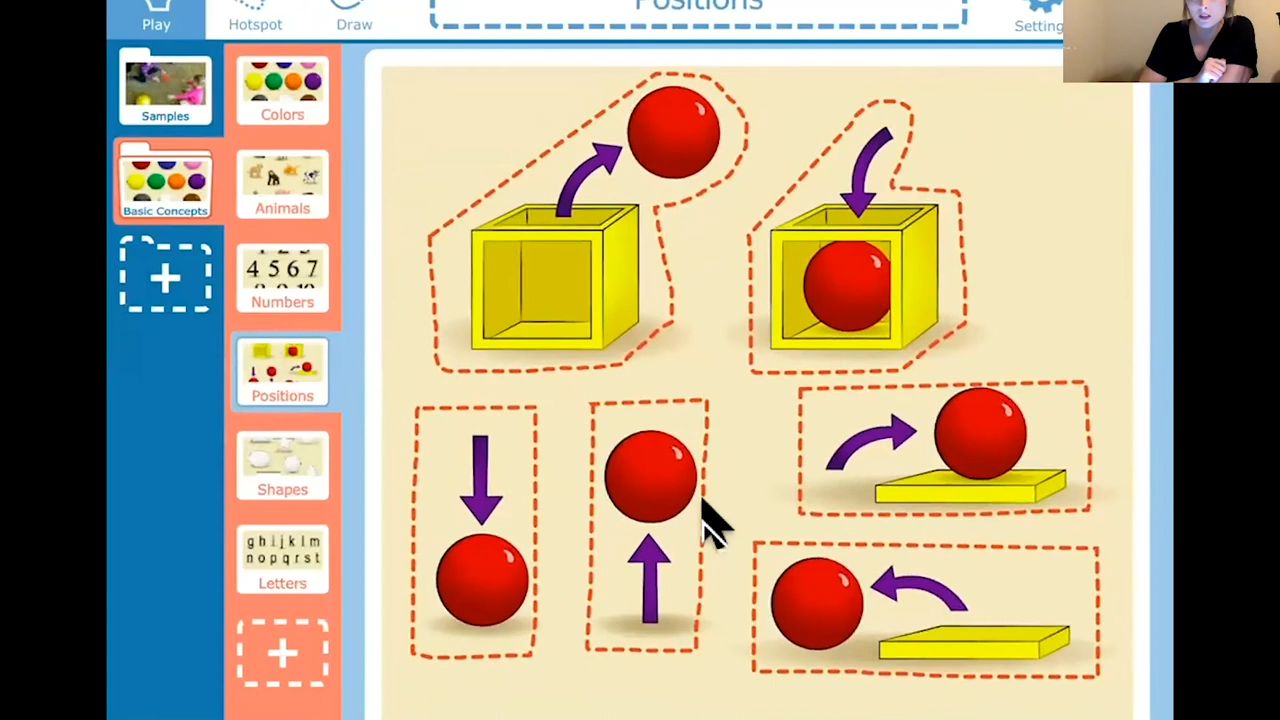 Play
Hotspot
Draw
Positions
Setting
Samples
Basic Concepts
Colors
Animals
4 5 6 7
Numbers
Positions
Shapes
g h i j k l m
n o p q r s t
Letters